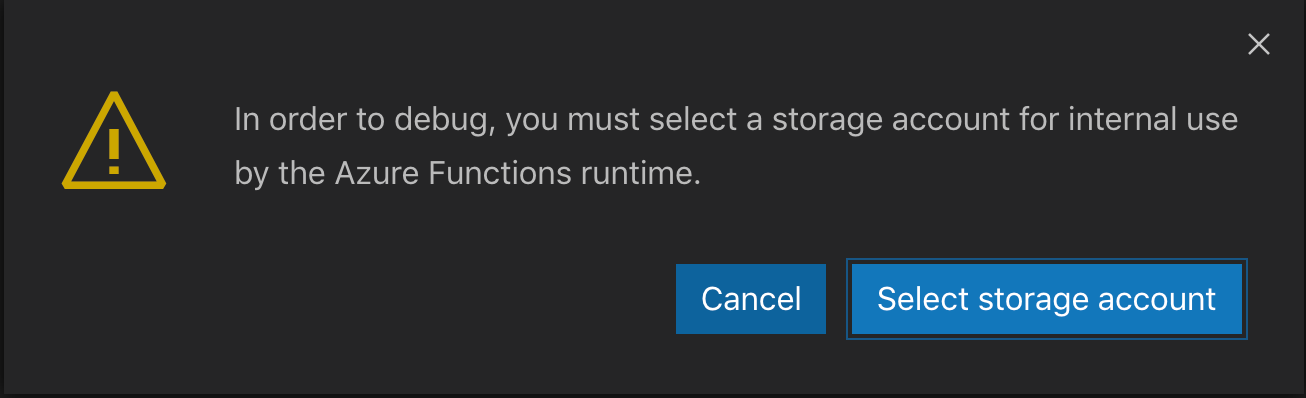 In order to debug, you must select a storage account for internal use
by the Azure Functions runtime.
Cancel
Select storage account